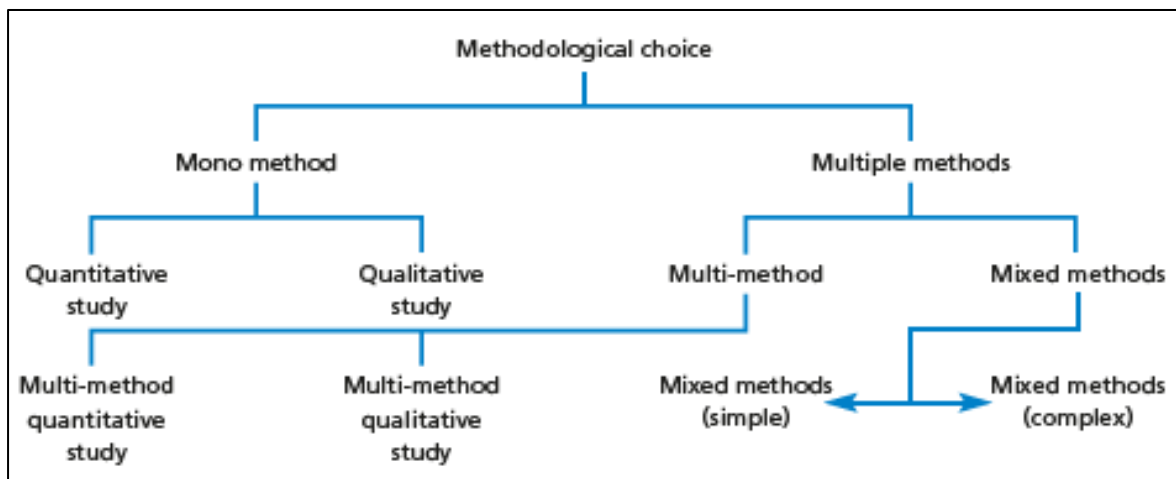 Methodological choice
Mono method
Multiple methods
Quantitative
study
Qualitative
study
Multi-method
Mixed methods
Multi-method
quantitative
study
Multi-method
qualitative
study
Mixed methods
(simple)
Mixed methods
(complex)